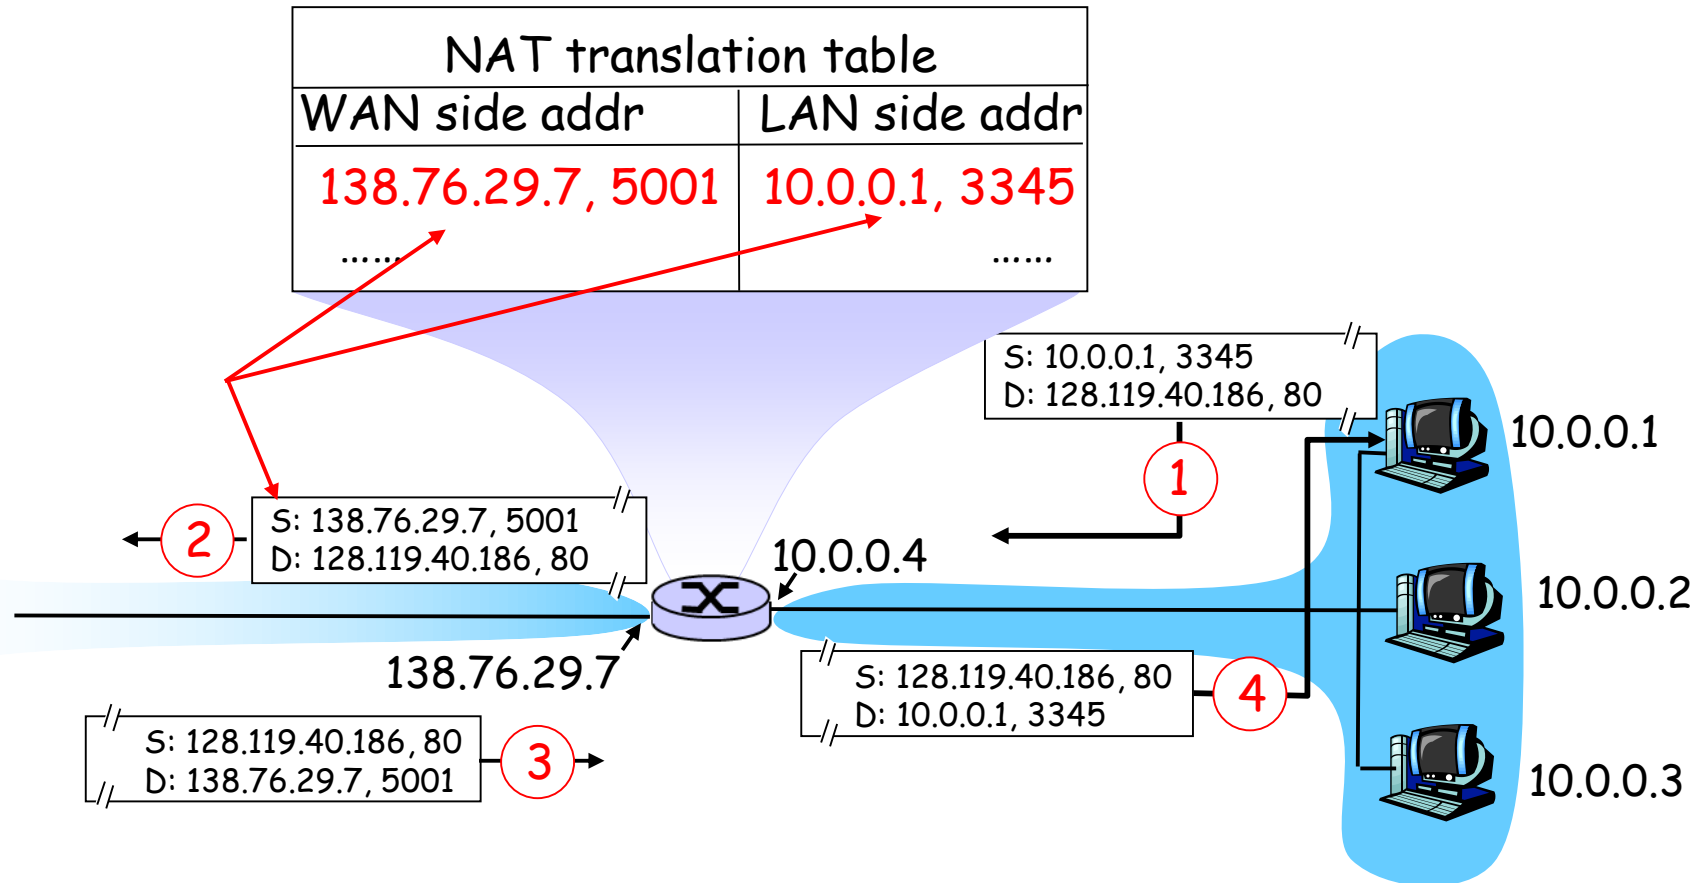 NAT translation table
WAN side addr LAN side addr
138.76.29.7, 5001 10.0.0.1, 3345
...... ......
S: 10.0.0.1, 3345
D: 128.119.40.186, 80
10.0.0.1
1
2
S: 138.76.29.7, 5001
D: 128.119.40.186, 80
10.0.0.4
10.0.0.2
138.76.29.7
S: 128.119.40.186, 80
D: 10.0.0.1, 3345
4
S: 128.119.40.186, 80
D: 138.76.29.7, 5001
3
10.0.0.3